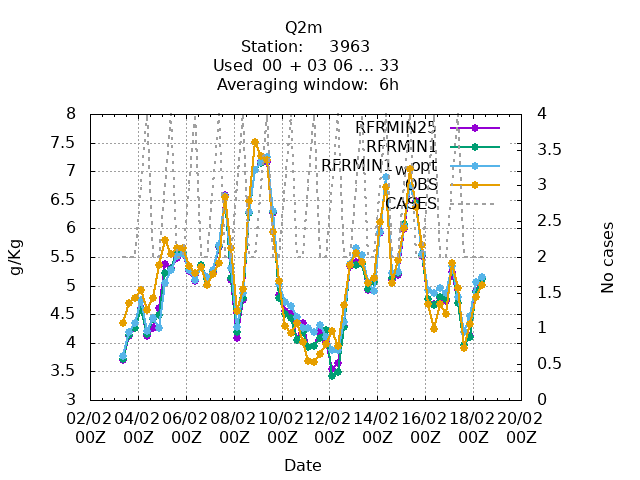 Q2m
Station: 3963
Used 00 + 03 06 ... 33
Averaging window: 6h
8
7.5
7
6.5
6
5.5
5
4.5
4
3.5
3
g/Kg
4
3.5
3
2.5
2
1.5
1
0.5
0
No cases
RFRMIN25
RFRMIN1
RFRMIN1_w_opt
OBS
CASES
02/02 04/02 06/02 08/02 10/02 12/02 14/02 16/02 18/02 20/02
00Z 00Z 00Z 00Z 00Z 00Z 00Z 00Z 00Z 00Z
Date